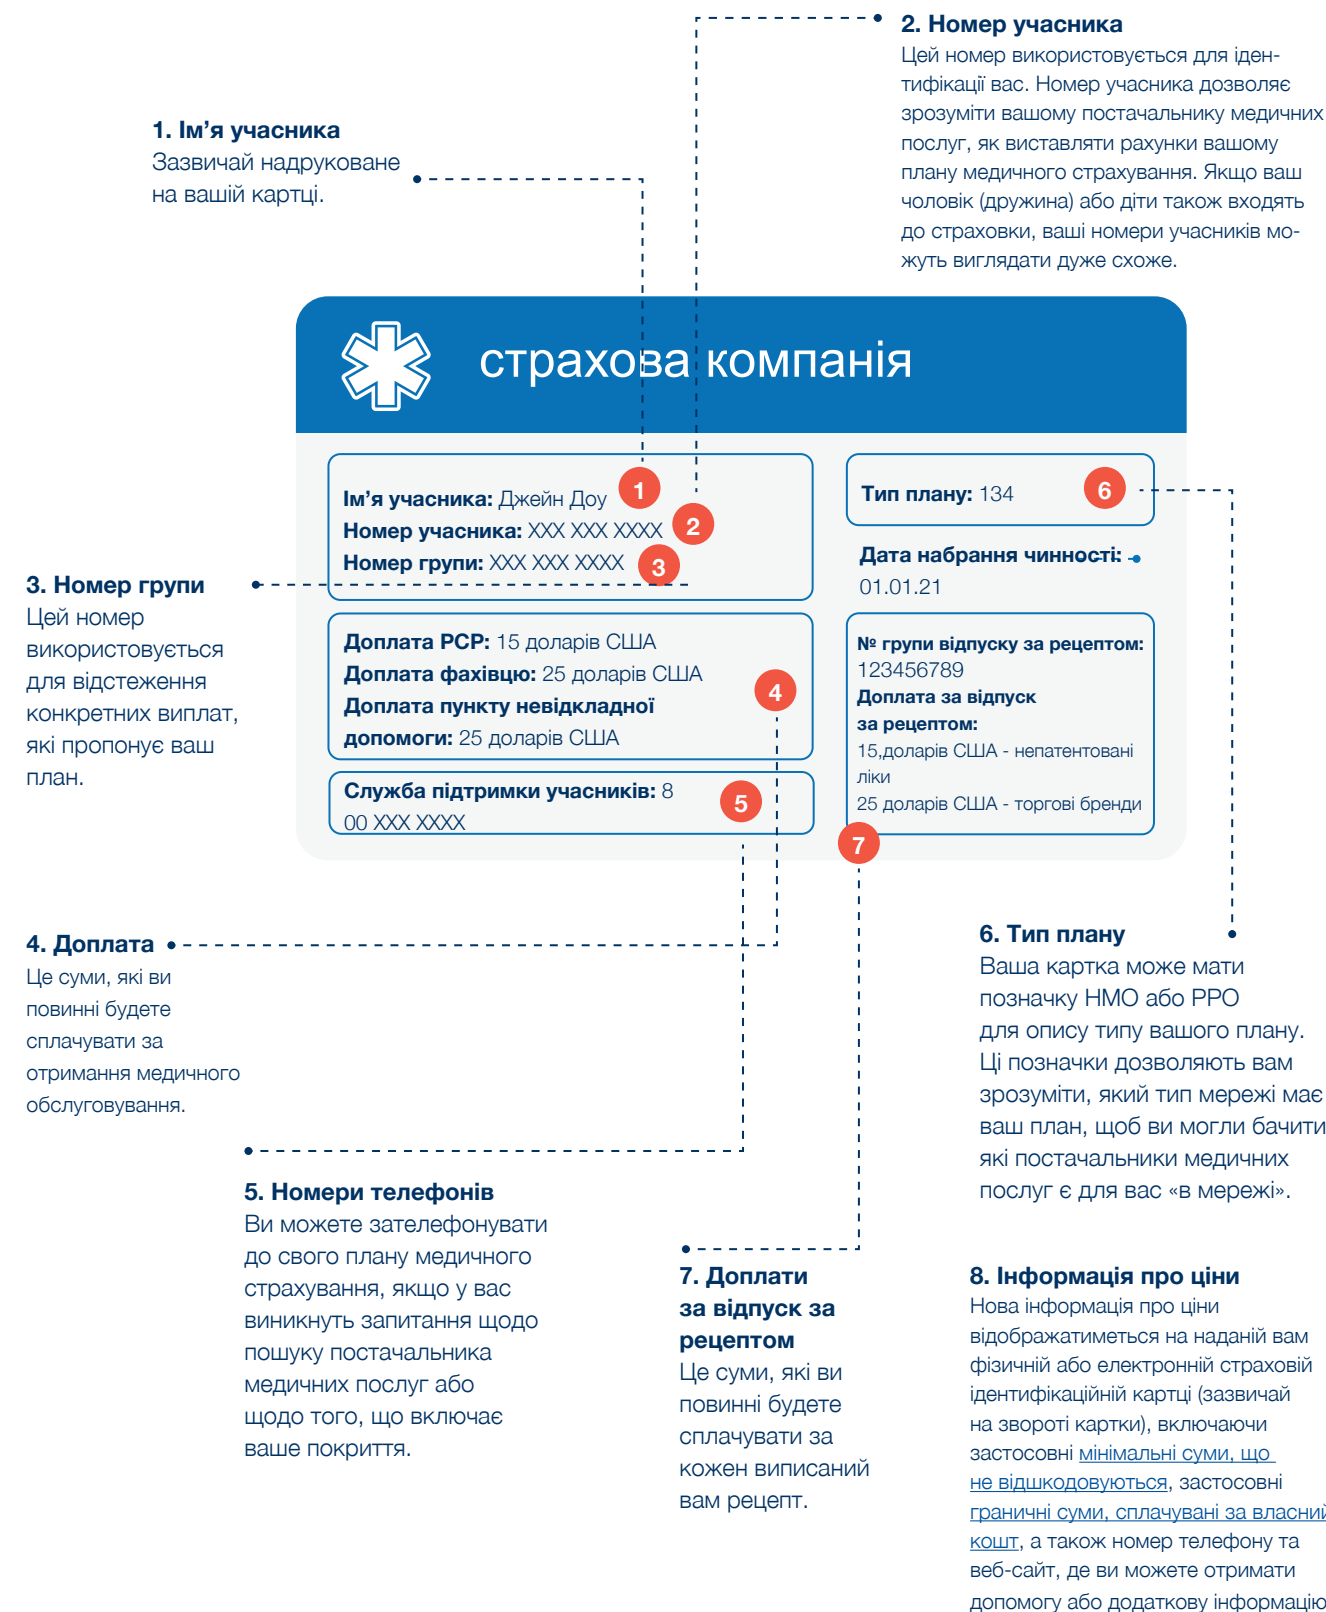 2. Номер учасника
Цей номер використовується для іден-
тифікації вас. Номер учасника дозволяє
зрозуміти вашому постачальнику медичних
послуг, як виставляти рахунки вашому
плану медичного страхування. Якщо ваш
чоловік (дружина) або діти також входять
до страховки, ваші номери учасників мо-
жуть виглядати дуже схоже.
1. Ім’я учасника
Зазвичай надруковане
на вашій картці.
страхова компанія
Ім’я учасника: Джейн Доу 1
Номер учасника: XXX XXX XXXX 2
Номер групи: XXX XXX XXXX 3
Тип плану: 134 6
Дата набрання чинності:
01.01.21
3. Номер групи
Цей номер
використовується
для відстеження
конкретних виплат,
які пропонує ваш
план.
Доплата PCP: 15 доларів США
Доплата фахівцю: 25 доларів США
Доплата пункту невідкладної
допомоги: 25 доларів США
4
Служба підтримки учасників: 8
00 XXX XXXX
5
№ групи відпуску за рецептом:
123456789
Доплата за відпуск
за рецептом:
15,доларів США - непатентовані
ліки
25 доларів США - торгові бренди
7
4. Доплата
Це суми, які ви
повинні будете
сплачувати за
отримання медичного
обслуговування.
6. Тип плану
Ваша картка може мати
позначку HMO або PPO
для опису типу вашого плану.
Ці позначки дозволяють вам
зрозуміти, який тип мережі має
ваш план, щоб ви могли бачити
які постачальники медичних
послуг є для вас «в мережі».
5. Номери телефонів
Ви можете зателефонувати
до свого плану медичного
страхування, якщо у вас
виникнуть запитання щодо
пошуку постачальника
медичних послуг або
щодо того, що включає
ваше покриття.
7. Доплати
за відпуск за
рецептом
Це суми, які ви
повинні будете
сплачувати за
кожен виписаний
вам рецепт.
8. Інформація про ціни
Нова інформація про ціни
відображатиметься на наданій вам
фізичній або електронній страховій
ідентифікаційній картці (зазвичай
на звороті картки), включаючи
застосовні мінімальні суми, що
не відшкодовуються, застосовні
граничні суми, сплачувані за власний
кошт, а також номер телефону та
веб-сайт, де ви можете отримати
допомогу або додаткову інформацію